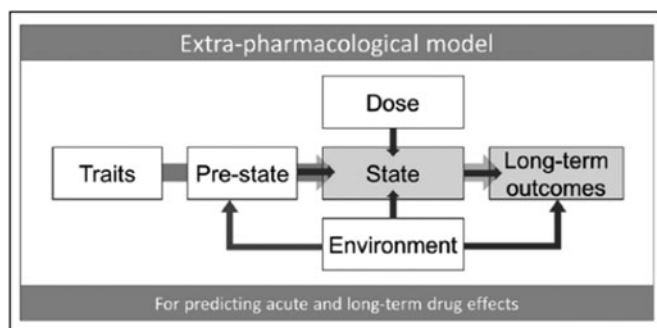 Extra-pharmacological model
Dose
Traits
Pre-state
State
Long-term
outcomes
Environment
For predicting acute and long-term drug effects